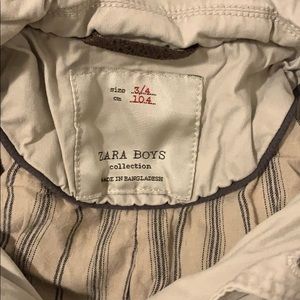 size 3/4
cm 104
ZARA BOYS
collection
MADE IN BANGLADESH